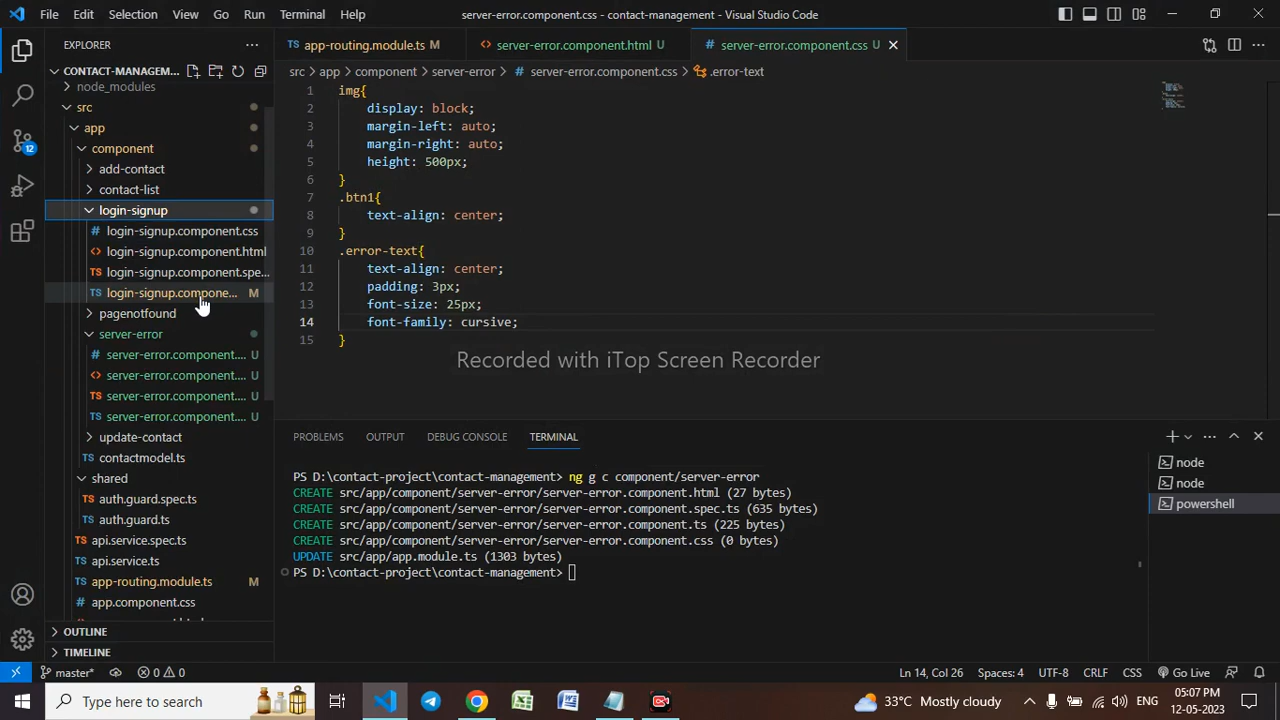 File Edit Selection View Go Run Terminal Help
server-error.component.css - contact-management - Visual Studio Code
EXPLORER
CONTACT-MANAGEM...
node_modules
src
app
component
add-contact
contact-list
login-signup
login-signup.component.css
login-signup.component.html
login-signup.component.spe...
login-signup.compone... M
pagenotfound
server-error
server-error.component.... U
server-error.component.... U
server-error.component.... U
server-error.component.... U
update-contact
contactmodel.ts
shared
auth.guard.spec.ts
auth.guard.ts
api.service.spec.ts
api.service.ts
app-routing.module.ts M
app.component.css
OUTLINE
TIMELINE
app-routing.module.ts M
server-error.component.html U
server-error.component.css U
src > app > component > server-error > # server-error.component.css > .error-text
1 img{
2 display: block;
3 margin-left: auto;
4 margin-right: auto;
5 height: 500px;
6 }
7 .btn1{
8 text-align: center;
9 }
10 .error-text{
11 text-align: center;
12 padding: 3px;
13 font-size: 25px;
14 font-family: cursive;
15 }
Recorded with iTop Screen Recorder
PROBLEMS OUTPUT DEBUG CONSOLE TERMINAL
PS D:\contact-project\contact-management> ng g c component/server-error
CREATE src/app/component/server-error/server-error.component.html (27 bytes)
CREATE src/app/component/server-error/server-error.component.spec.ts (635 bytes)
CREATE src/app/component/server-error/server-error.component.ts (225 bytes)
CREATE src/app/component/server-error/server-error.component.css (0 bytes)
UPDATE src/app/app.module.ts (1303 bytes)
PS D:\contact-project\contact-management>
node
node
powershell
12
master* 0 0
Ln 14, Col 26 Spaces: 4 UTF-8 CRLF CSS Go Live
Type here to search
33°C Mostly cloudy
ENG
05:07 PM
12-05-2023